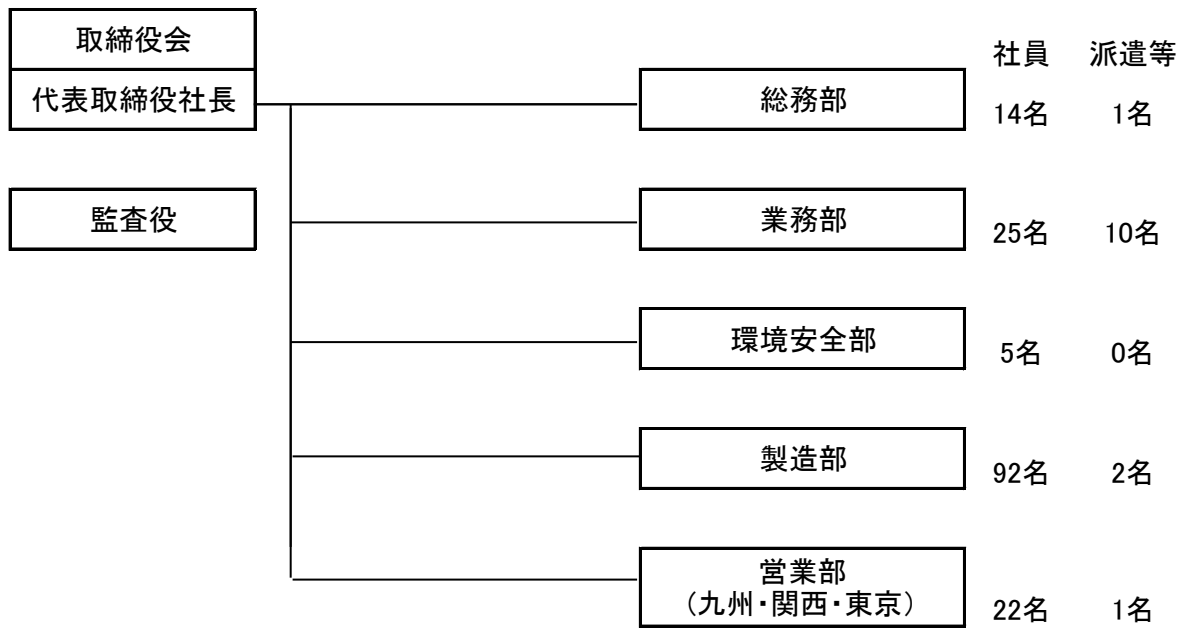 取締役会
代表取締役社長
監査役
社員 派遣等
総務部 14名 1名
業務部 25名 10名
環境安全部 5名 0名
製造部 92名 2名
営業部
(九州・関西・東京) 22名 1名